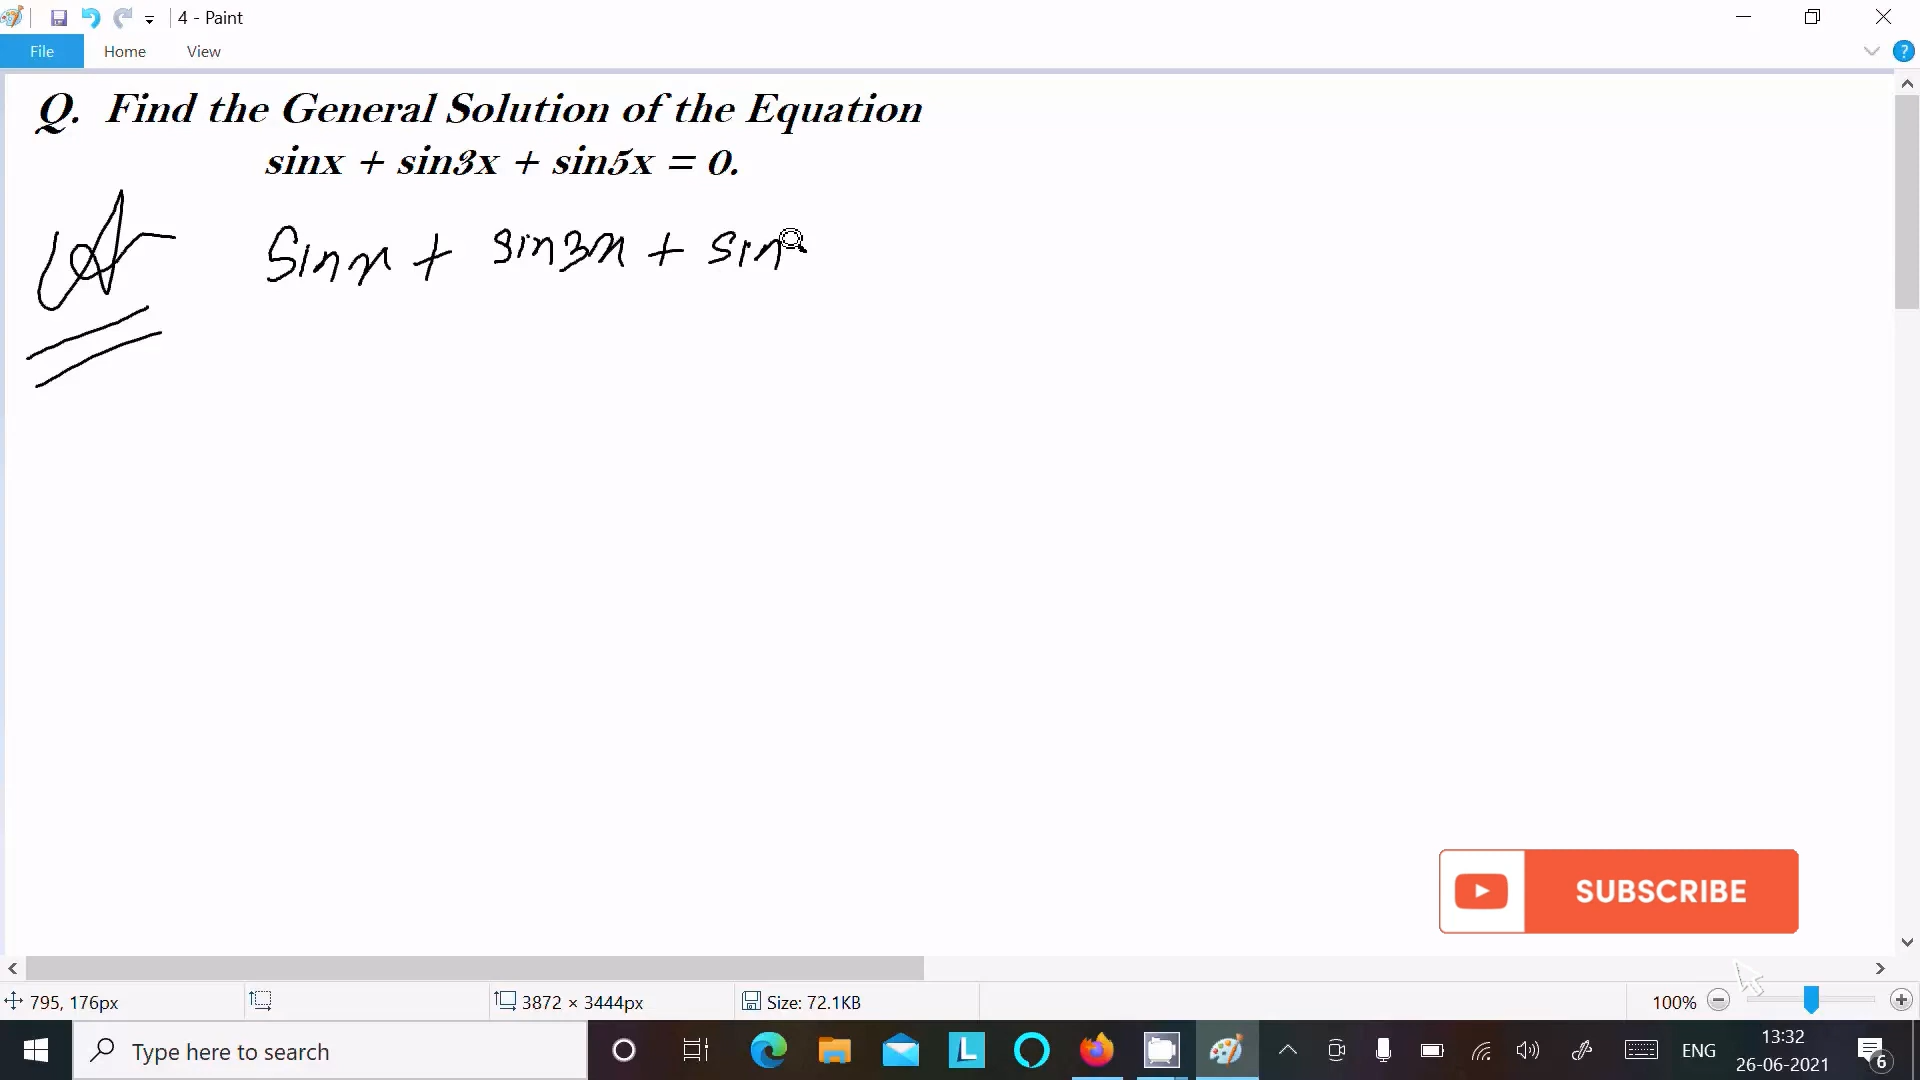 4 - Paint
File Home View
Q. Find the General Solution of the Equation
sinx + sin3x + sin5x = 0.
Sinx + sin3x + sin
SUBSCRIBE
795, 176px 3872 × 3444px Size: 72.1KB 100%
Type here to search
L
ENG
13:32
26-06-2021
6